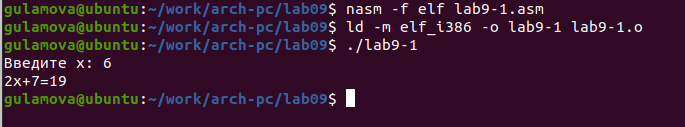 gulamova@ubuntu:~/work/arch-pc/lab09$ nasm -f elf lab9-1.asm
gulamova@ubuntu:~/work/arch-pc/lab09$ ld -m elf_i386 -o lab9-1 lab9-1.o
gulamova@ubuntu:~/work/arch-pc/lab09$ ./lab9-1
Введите x: 6
2x+7=19
gulamova@ubuntu:~/work/arch-pc/lab09$